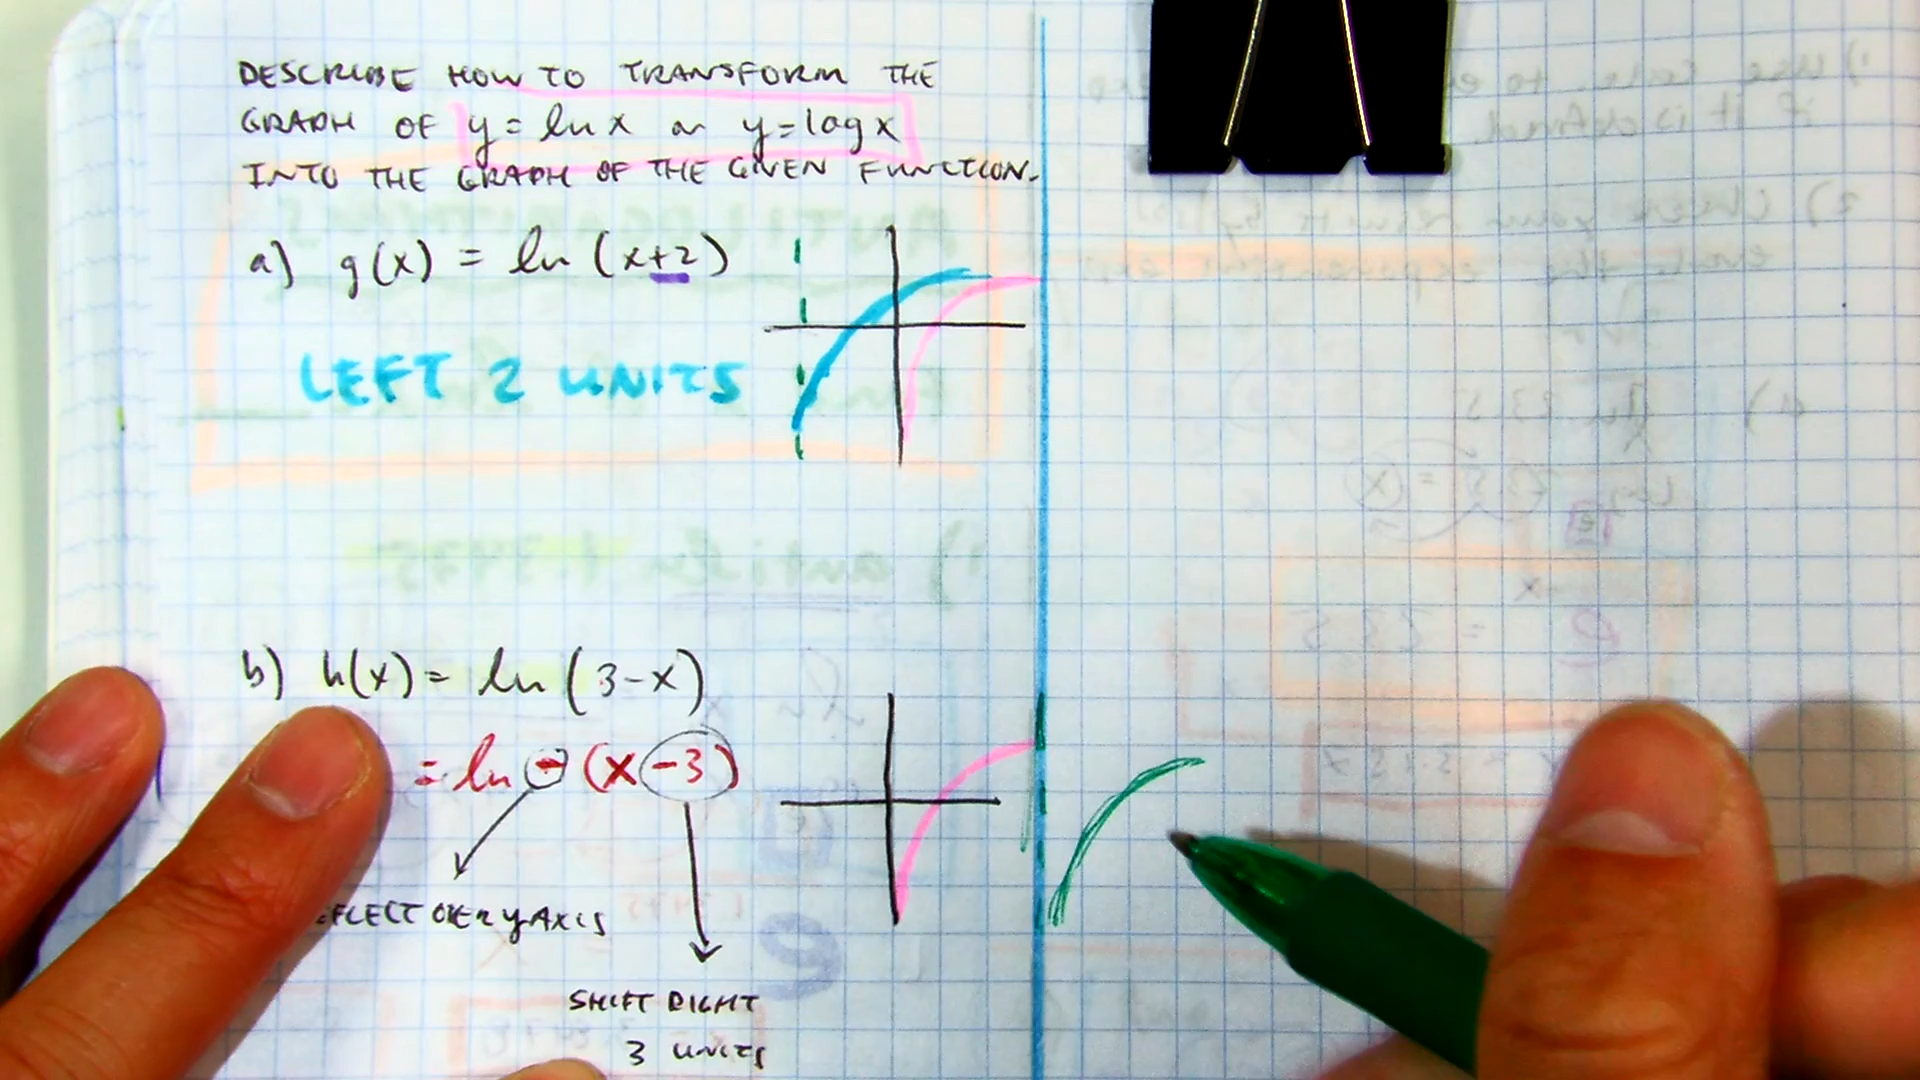 DESCRIBE HOW TO TRANSFORM THE
GRAPH OF y = ln x or y = log x
INTO THE GRAPH OF THE GIVEN FUNCTION.
a) g(x) = ln (x+2)
LEFT 2 UNITS
b) h(x) = ln (3-x)
= ln - (x - 3)
EFLECT OVER y AXIS
SHIFT RIGHT
3 UNITS